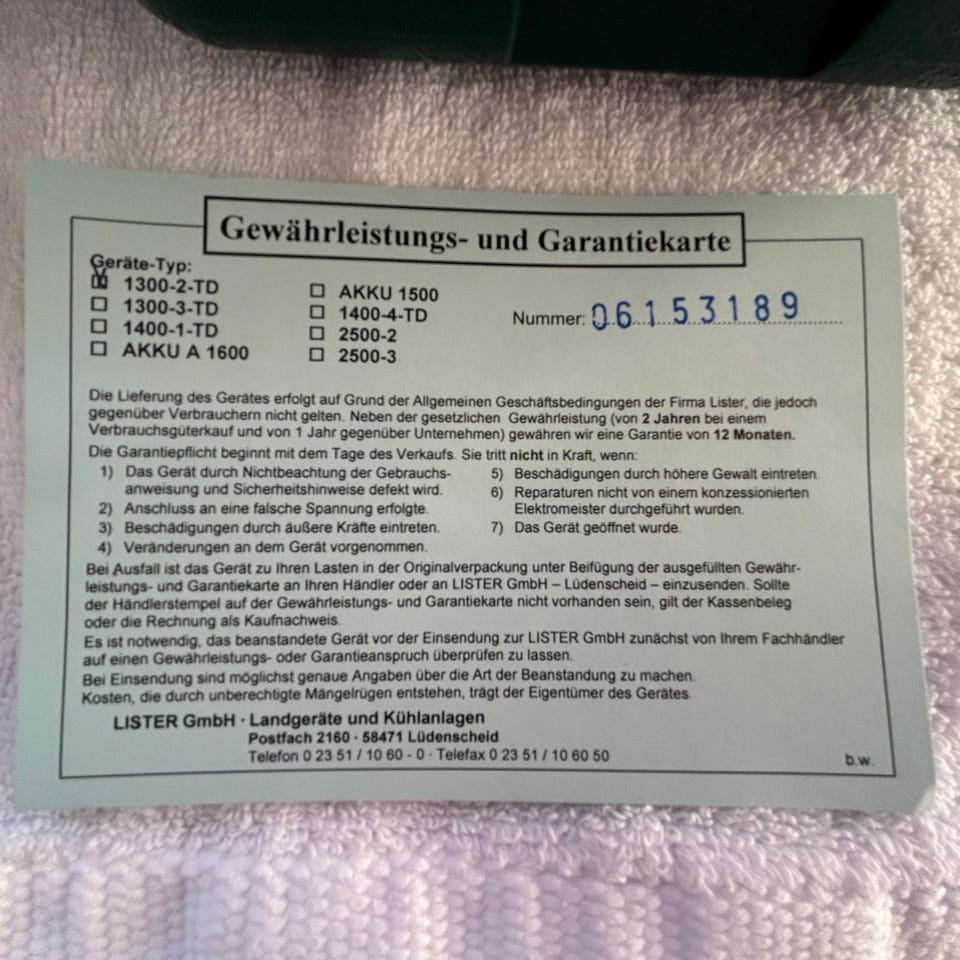 Gewährleistungs- und Garantiekarte
Geräte-Typ:
☒ 1300-2-TD
☐ 1300-3-TD
☐ 1400-1-TD
☐ AKKU A 1600
☐ AKKU 1500
☐ 1400-4-TD
☐ 2500-2
☐ 2500-3
Nummer: 06153189
Die Lieferung des Gerätes erfolgt auf Grund der Allgemeinen Geschäftsbedingungen der Firma Lister, die jedoch
gegenüber Verbrauchern nicht gelten. Neben der gesetzlichen Gewährleistung (von 2 Jahren bei einem
Verbrauchsgüterkauf und von 1 Jahr gegenüber Unternehmen) gewähren wir eine Garantie von 12 Monaten.
Die Garantiepflicht beginnt mit dem Tage des Verkaufs. Sie tritt nicht in Kraft, wenn:
1) Das Gerät durch Nichtbeachtung der Gebrauchs-
anweisung und Sicherheitshinweise defekt wird.
2) Anschluss an eine falsche Spannung erfolgte.
3) Beschädigungen durch äußere Kräfte eintreten.
4) Veränderungen an dem Gerät vorgenommen.
5) Beschädigungen durch höhere Gewalt eintreten.
6) Reparaturen nicht von einem konzessionierten
Elektromeister durchgeführt wurden.
7) Das Gerät geöffnet wurde.
Bei Ausfall ist das Gerät zu Ihren Lasten in der Originalverpackung unter Beifügung der ausgefüllten Gewähr-
leistungs- und Garantiekarte an Ihren Händler oder an LISTER GmbH – Lüdenscheid – einzusenden. Sollte
der Händlerstempel auf der Gewährleistungs- und Garantiekarte nicht vorhanden sein, gilt der Kassenbeleg
oder die Rechnung als Kaufnachweis.
Es ist notwendig, das beanstandete Gerät vor der Einsendung zur LISTER GmbH zunächst von Ihrem Fachhändler
auf einen Gewährleistungs- oder Garantieanspruch überprüfen zu lassen.
Bei Einsendung sind möglichst genaue Angaben über die Art der Beanstandung zu machen.
Kosten, die durch unberechtigte Mängelrügen entstehen, trägt der Eigentümer des Gerätes.
LISTER GmbH · Landgeräte und Kühlanlagen
Postfach 2160 · 58471 Lüdenscheid
Telefon 0 23 51 / 10 60 - 0 · Telefax 0 23 51 / 10 60 50
b.w.